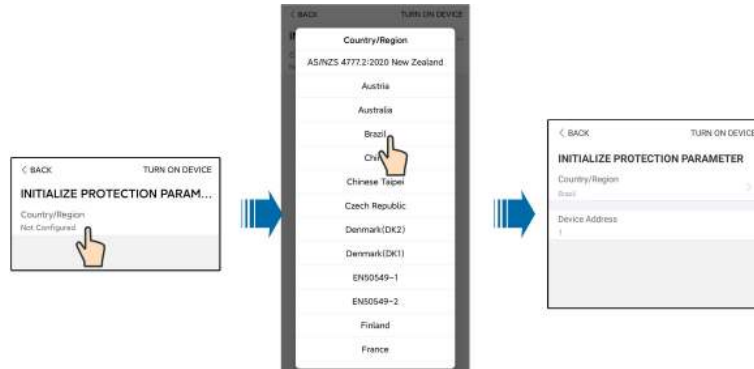 < BACK TURN ON DEVICE
INITIALIZE PROTECTION PARAM...
Country/Region
Not Configured
< BACK TURN ON DEVICE
Country/Region
AS/NZS 4777.2:2020 New Zealand
Austria
Australia
Brazil
Chi
Chinese Taipei
Czech Republic
Denmark(DK2)
Denmark(DK1)
EN50549-1
EN50549-2
Finland
France
< BACK TURN ON DEVICE
INITIALIZE PROTECTION PARAMETER
Country/Region
Brazil
Device Address
1